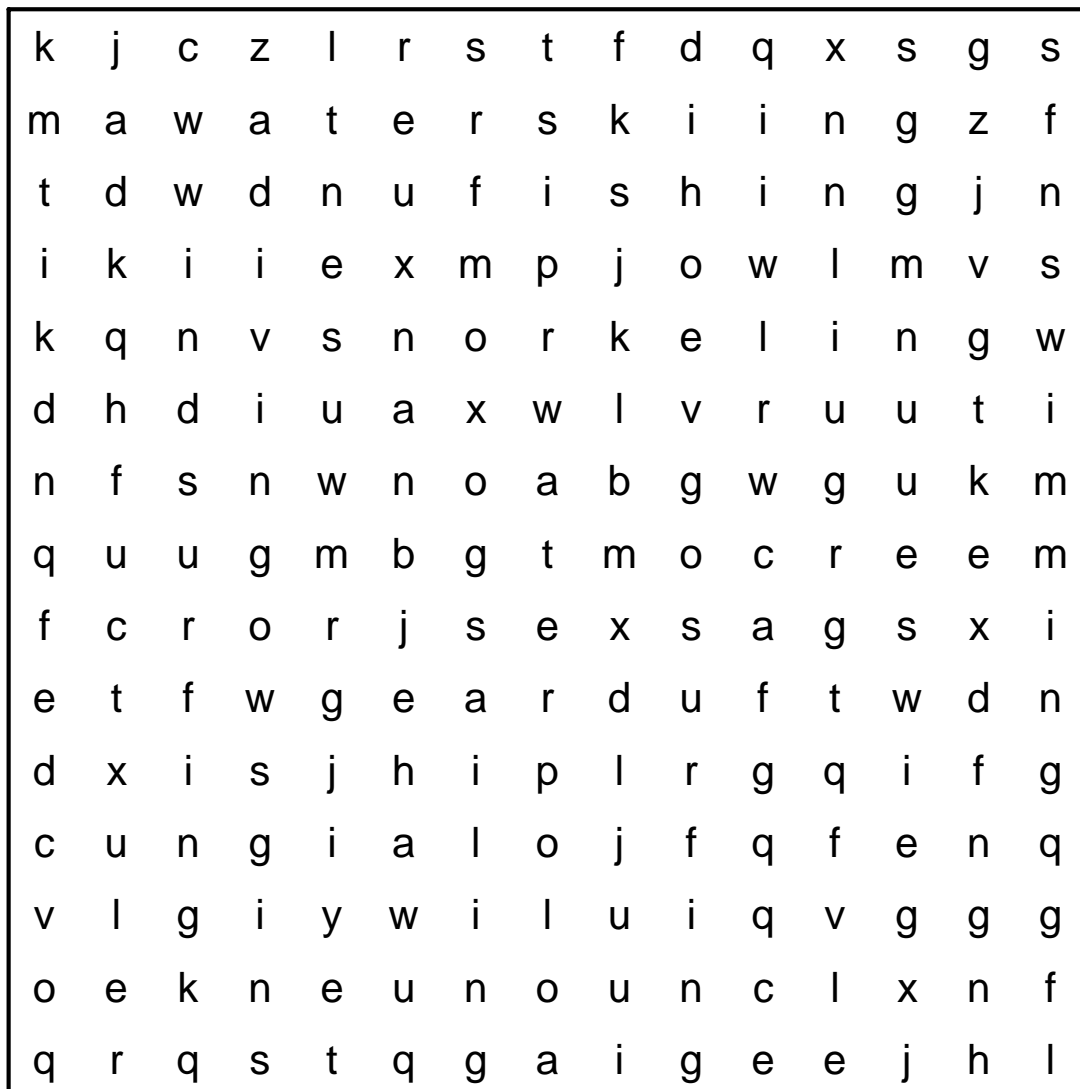 k j c z l r s t f d q x s g s
m a w a t e r s k i i n g z f
t d w d n u f i s h i n g j n
i k i i e x m p j o w l m v s
k q n v s n o r k e l i n g w
d h d i u a x w l v r u u t i
n f s n w n o a b g w g u k m
q u u g m b g t m o c r e e m
f c r o r j s e x s a g s x i
e t f w g e a r d u f t w d n
d x i s j h i p l r g q i f g
c u n g i a l o j f q f e n q
v l g i y w i l u i q v g g g
o e k n e u n o u n c l x n f
q r q s t q g a i g e e j h l